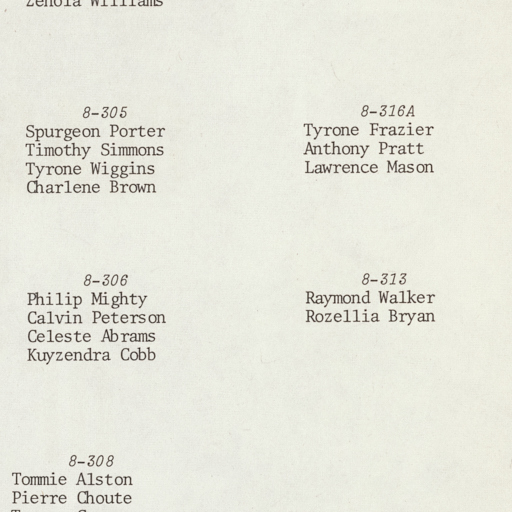 Zenola Williams
8-305
Spurgeon Porter
Timothy Simmons
Tyrone Wiggins
Charlene Brown
8-306
Philip Mighty
Calvin Peterson
Celeste Abrams
Kuyzendra Cobb
8-308
Tommie Alston
Pierre Choute
8-316A
Tyrone Frazier
Anthony Pratt
Lawrence Mason
8-313
Raymond Walker
Rozellia Bryan